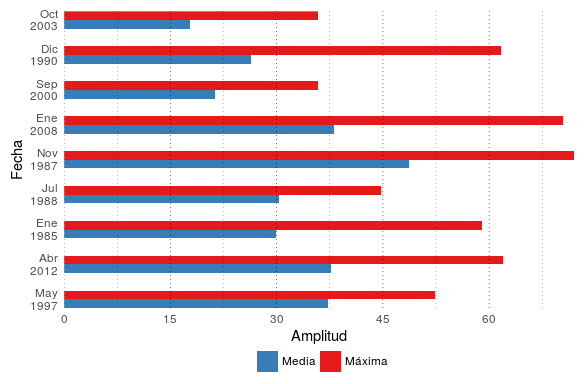 Oct
2003
Dic
1990
Sep
2000
Ene
2008
Nov
1987
Jul
1988
Ene
1985
Abr
2012
May
1997
Fecha
0 15 30 45 60
Amplitud
Media Máxima